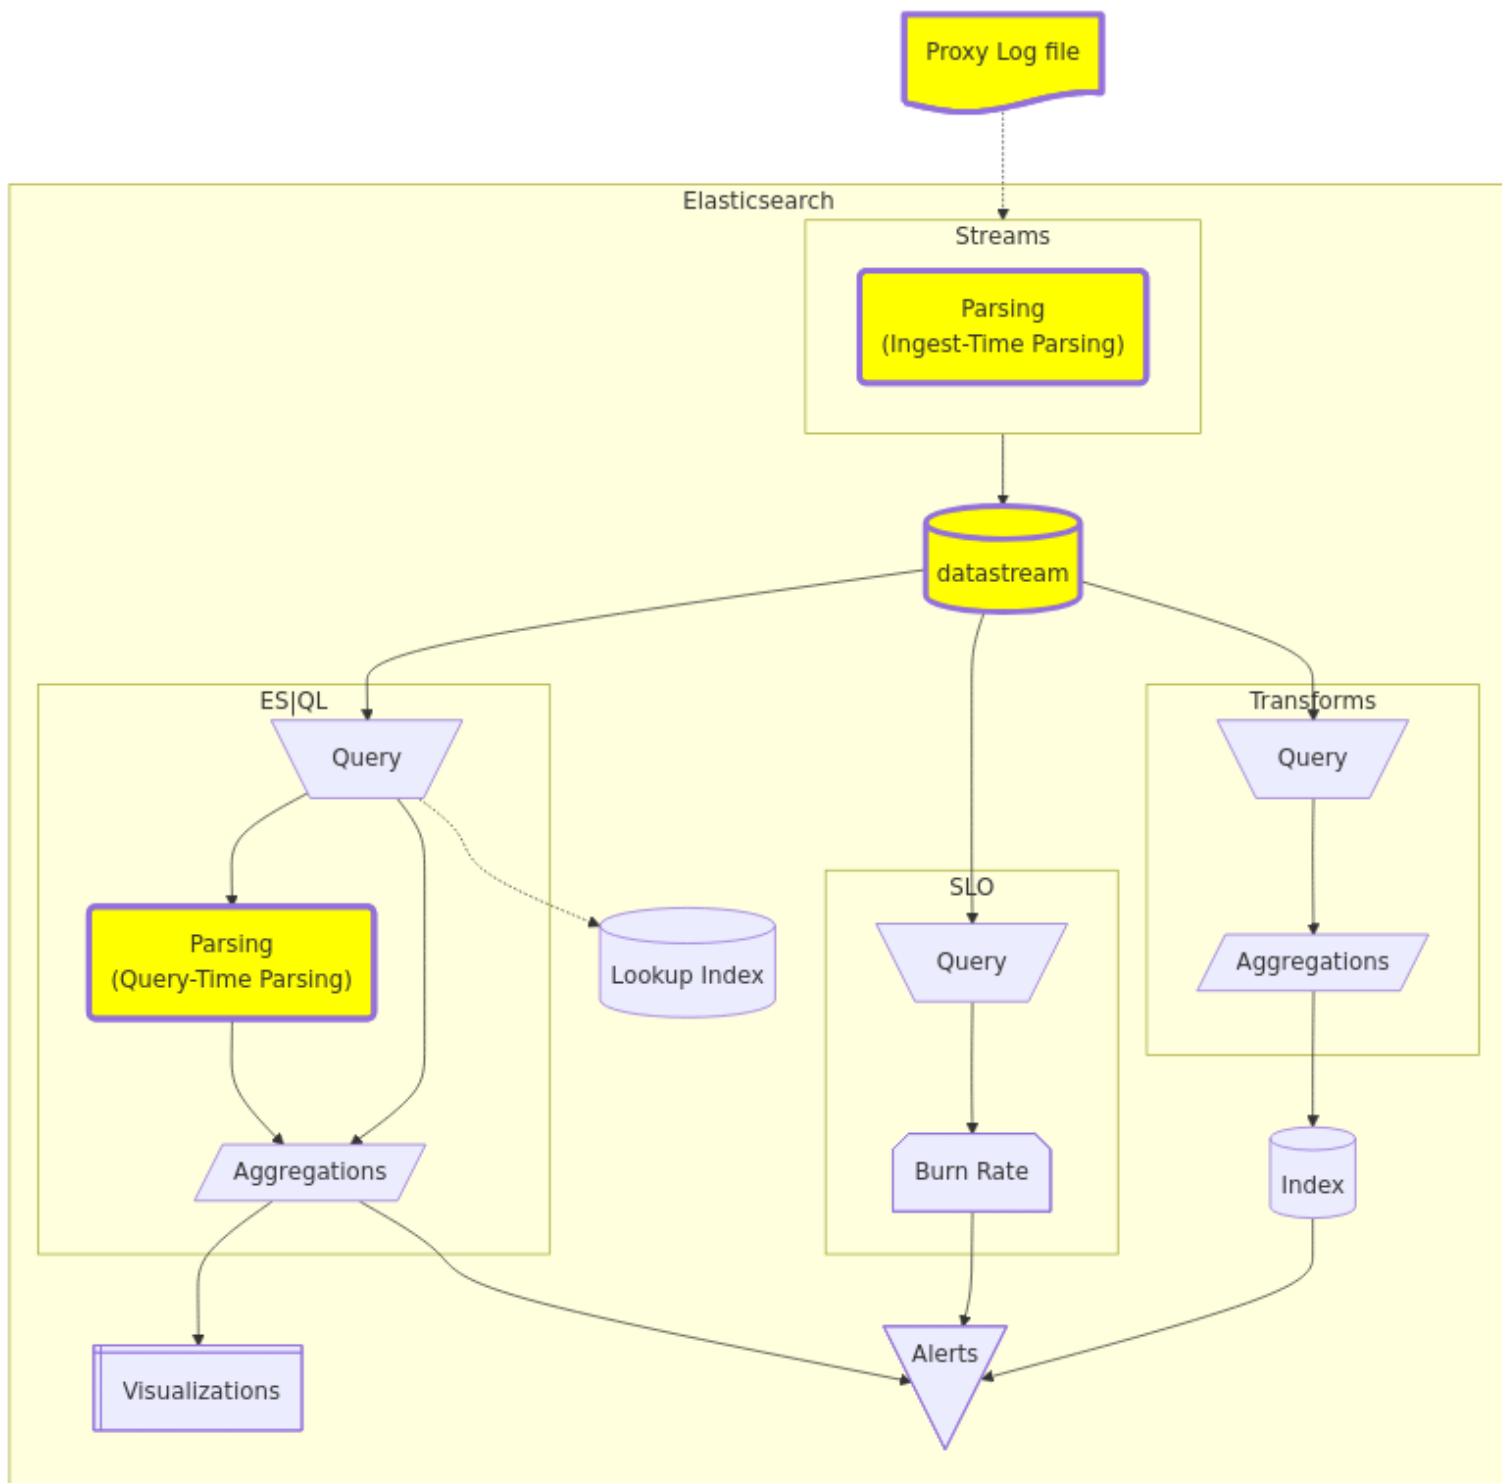 Proxy Log file
Elasticsearch
Streams
Parsing
(Ingest-Time Parsing)
datastream
ES|QL
Query
Transforms
Query
SLO
Query
Parsing
(Query-Time Parsing)
Lookup Index
Aggregations
Aggregations
Burn Rate
Index
Alerts
Visualizations